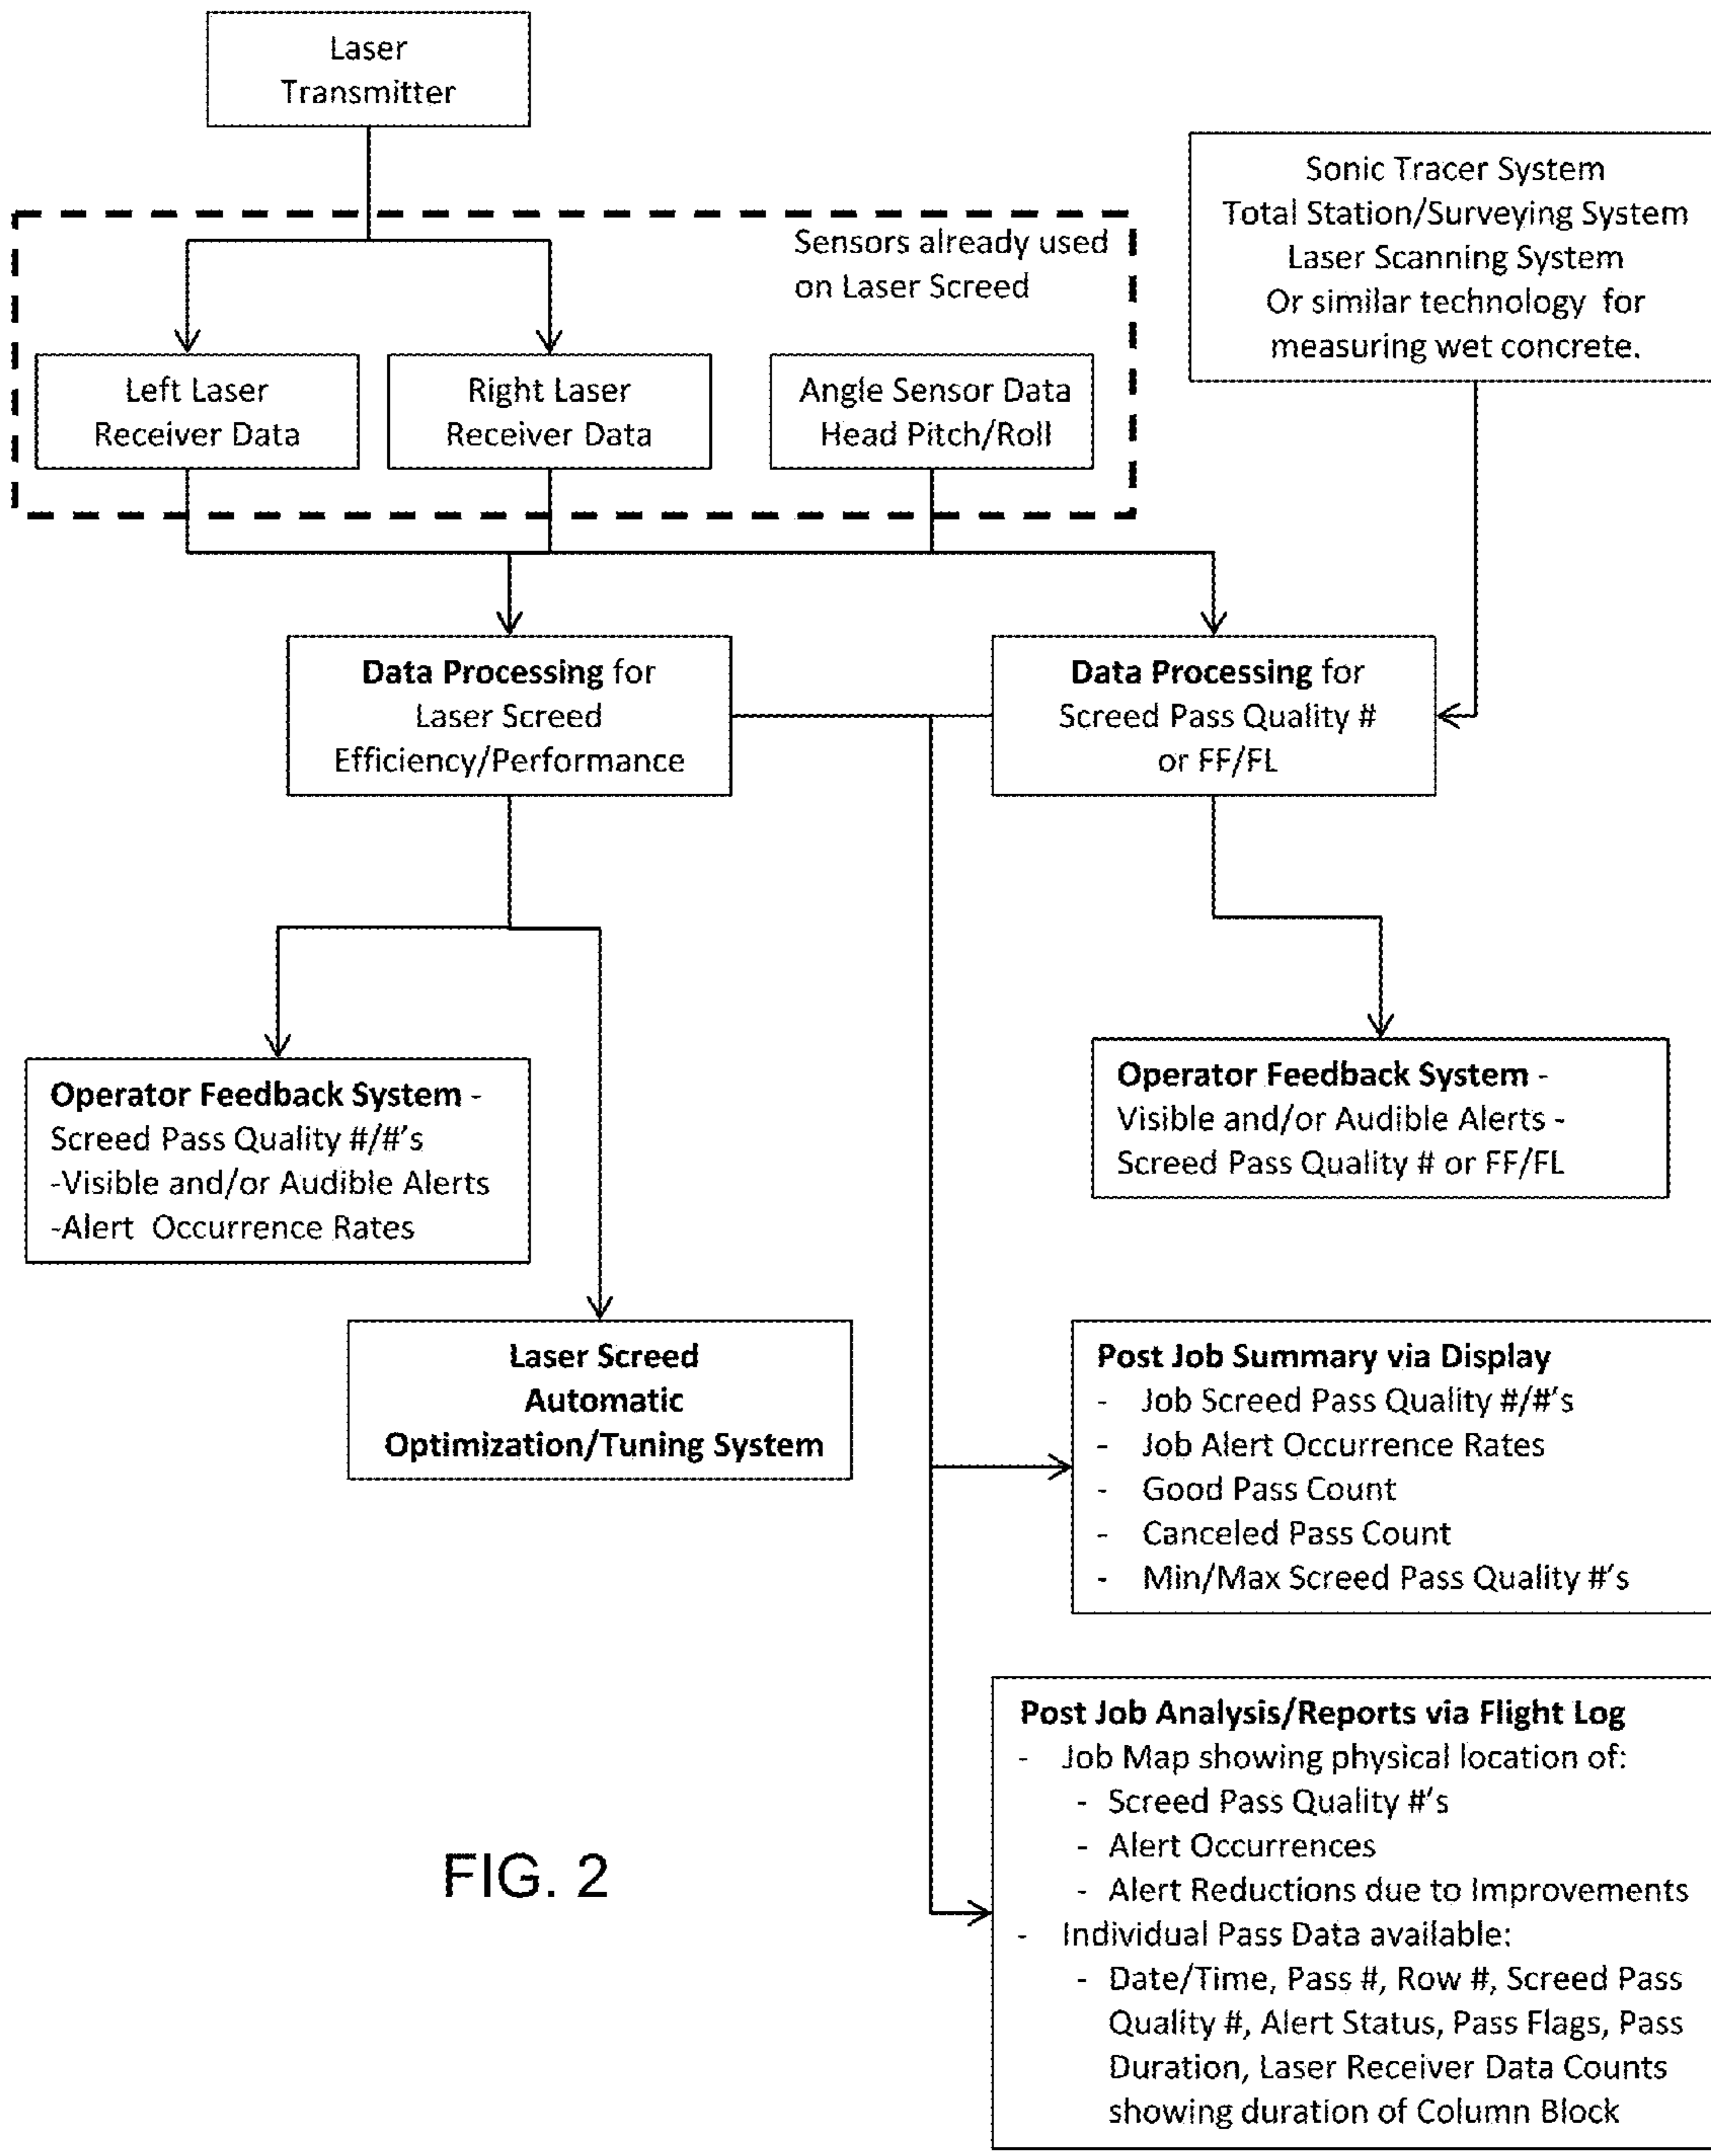 Laser
Transmitter
Sonic Tracer System
Total Station/Surveying System
Laser Scanning System
Or similar technology for
measuring wet concrete.
Sensors already used
on Laser Screed
Left Laser
Receiver Data
Right Laser
Receiver Data
Angle Sensor Data
Head Pitch/Roll
Data Processing for
Laser Screed
Efficiency/Performance
Data Processing for
Screed Pass Quality #
or FF/FL
Operator Feedback System -
Screed Pass Quality #/#'s
-Visible and/or Audible Alerts
-Alert Occurrence Rates
Operator Feedback System -
Visible and/or Audible Alerts -
Screed Pass Quality # or FF/FL
Laser Screed
Automatic
Optimization/Tuning System
Post Job Summary via Display
- Job Screed Pass Quality #/#'s
- Job Alert Occurrence Rates
- Good Pass Count
- Canceled Pass Count
- Min/Max Screed Pass Quality #'s
Post Job Analysis/Reports via Flight Log
- Job Map showing physical location of:
- Screed Pass Quality #'s
- Alert Occurrences
- Alert Reductions due to Improvements
- Individual Pass Data available:
- Date/Time, Pass #, Row #, Screed Pass
Quality #, Alert Status, Pass Flags, Pass
Duration, Laser Receiver Data Counts
showing duration of Column Block
FIG. 2